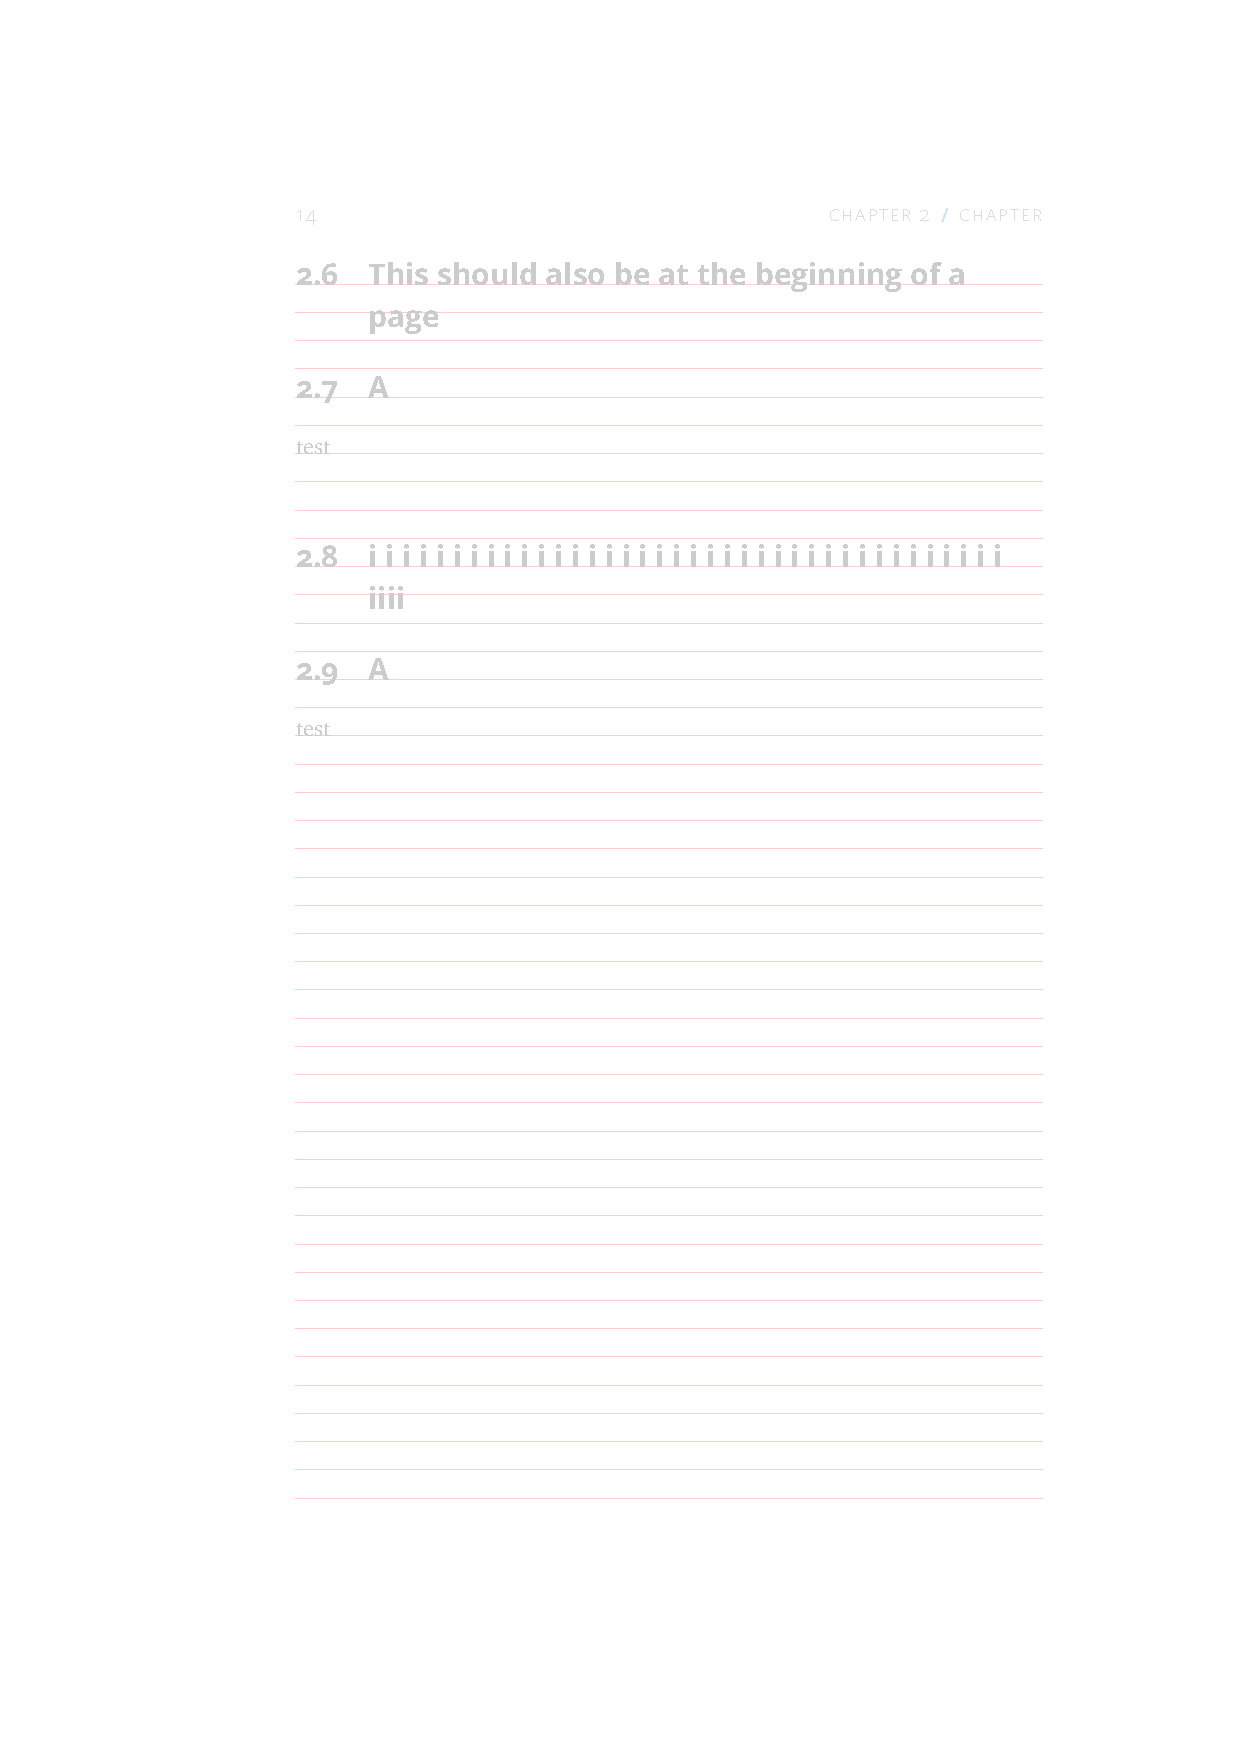 14
CHAPTER 2 / CHAPTER
2.6 This should also be at the beginning of a
page
2.7 A
test
2.8 i i i i i i i i i i i i i i i i i i i i i i i i i i i i i i i i i i i i i i
iiii
2.9 A
test